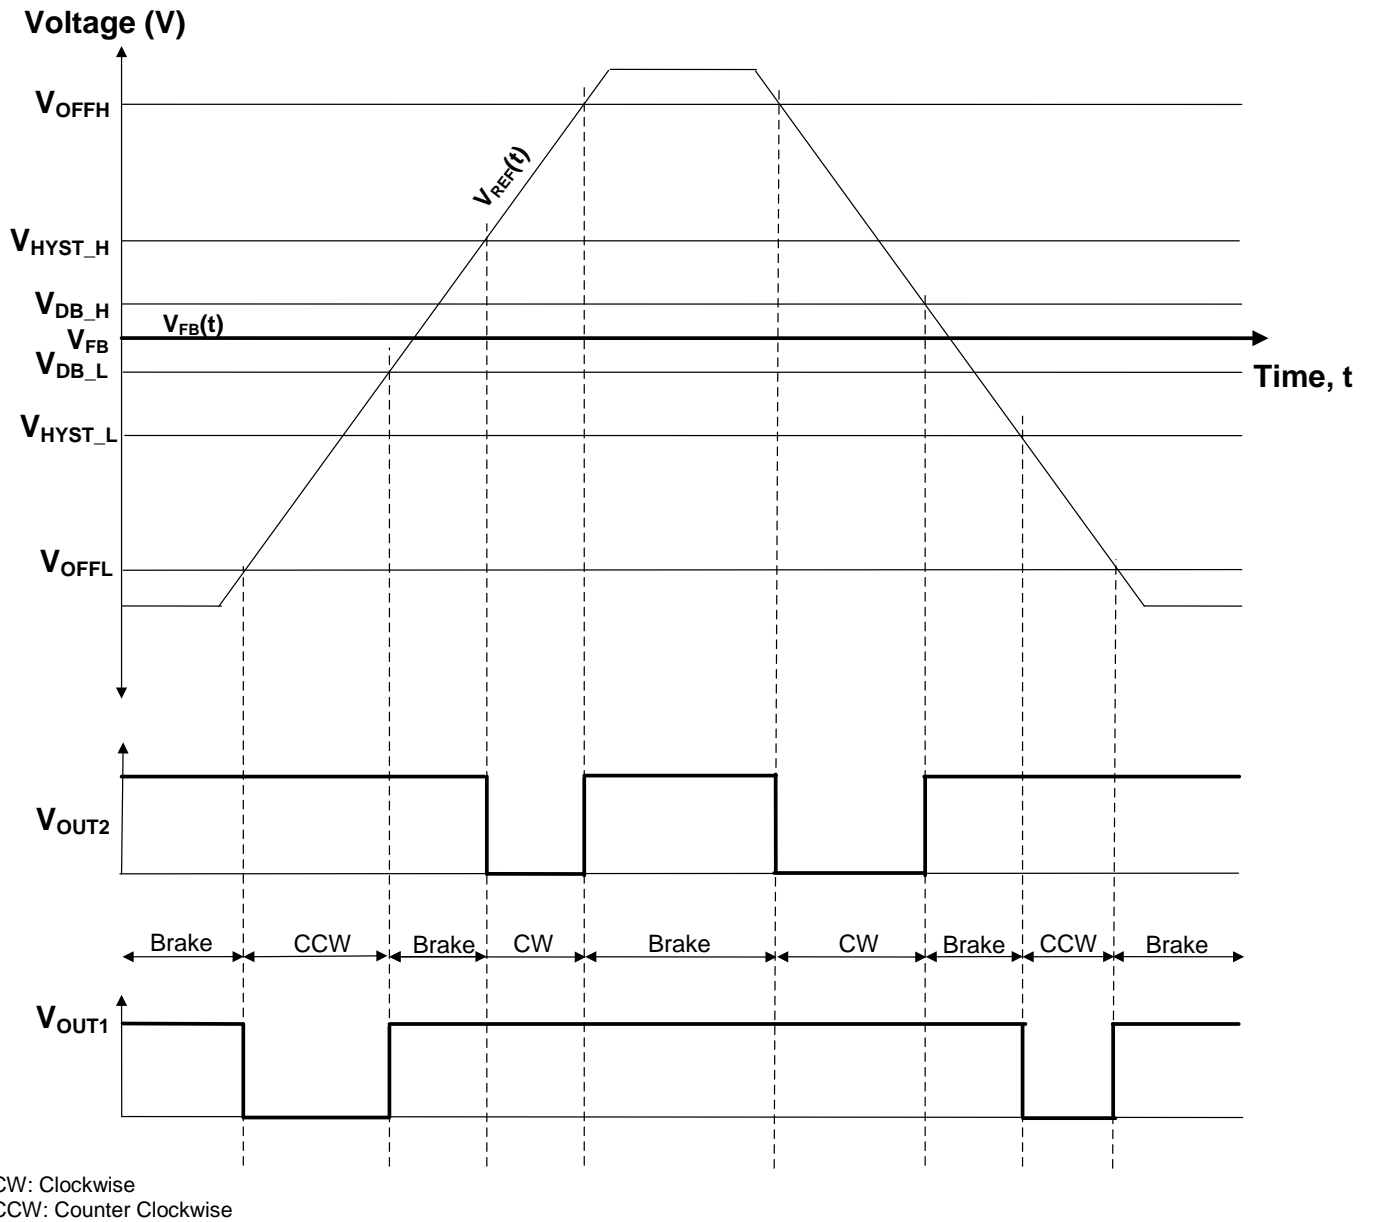 Voltage (V)
VOFFH
VREF(t)
VHYST_H
VDB_H
VFB(t)
VFB
VDB_L
Time, t
VHYST_L
VOFFL
VOUT2
Brake CCW Brake CW Brake CW Brake CCW Brake
VOUT1
CW: Clockwise
CCW: Counter Clockwise